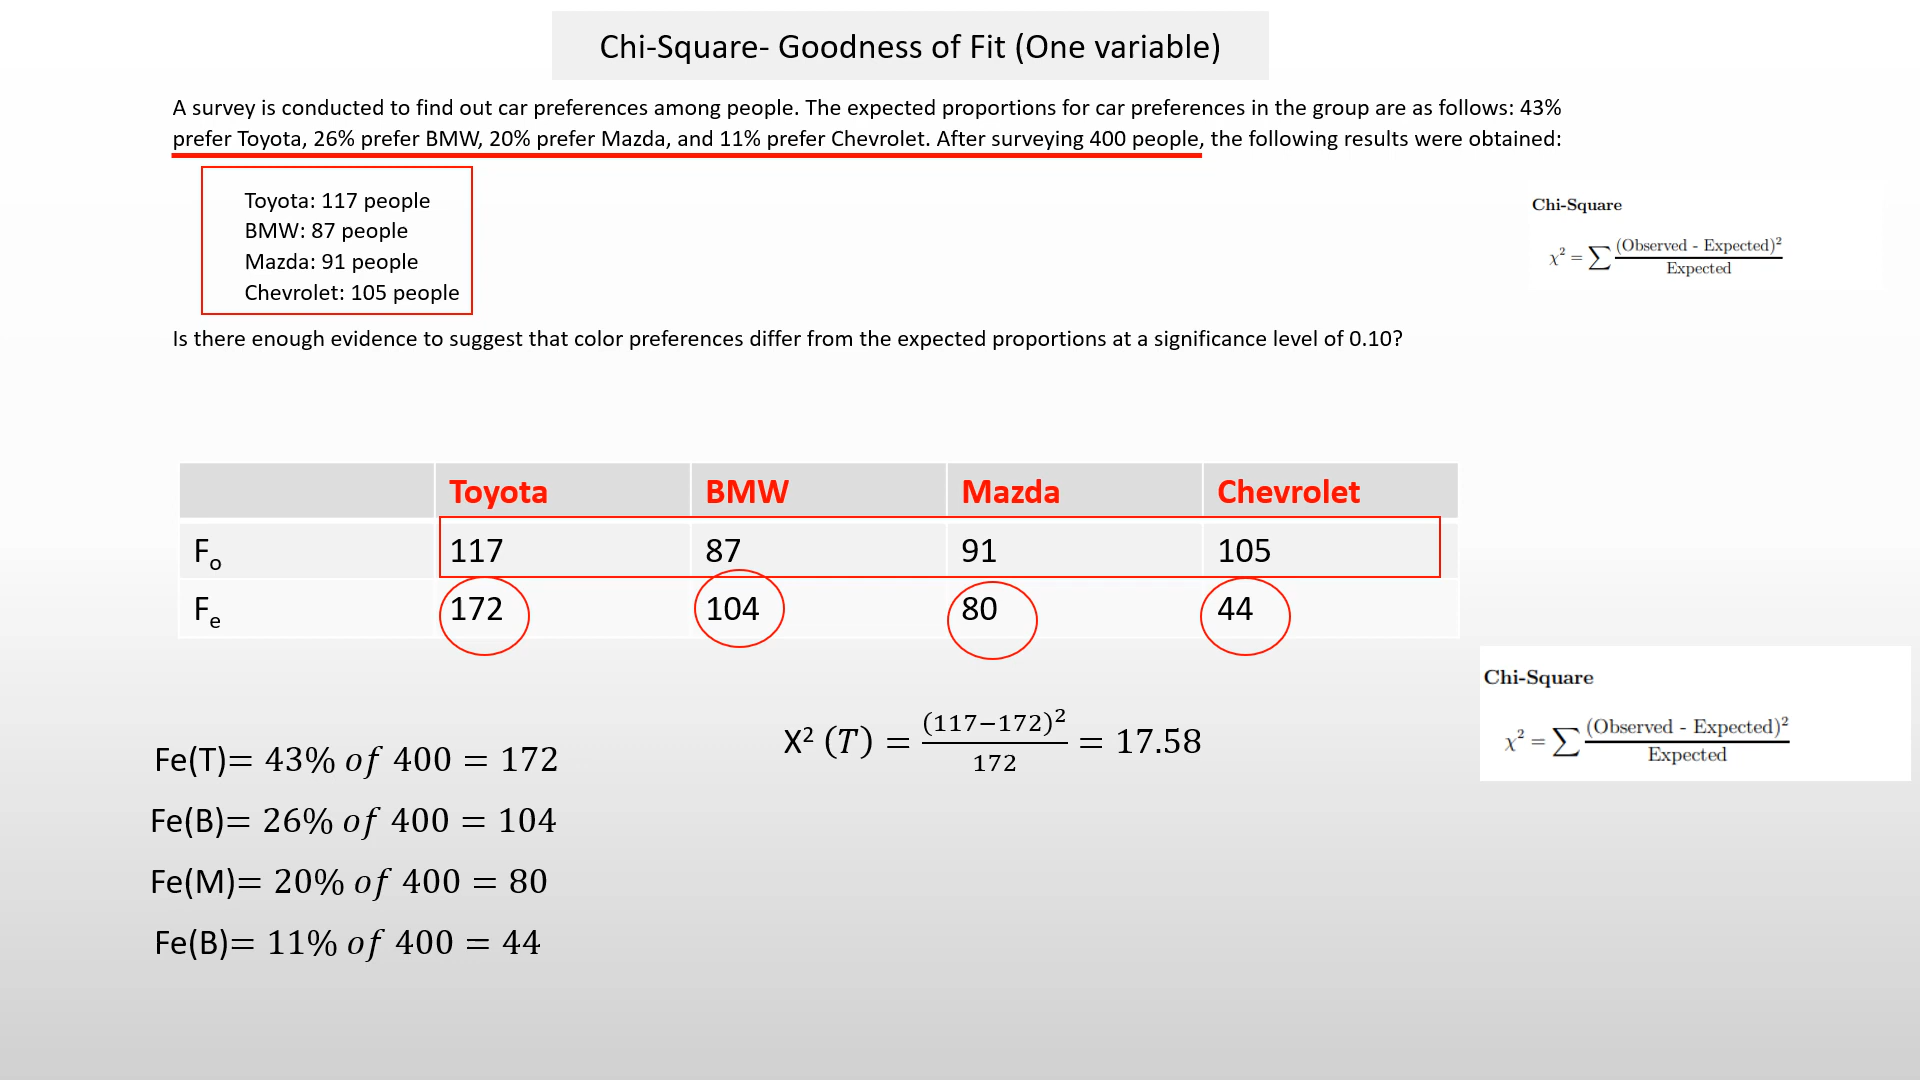 Chi-Square- Goodness of Fit (One variable)
A survey is conducted to find out car preferences among people. The expected proportions for car preferences in the group are as follows: 43%
prefer Toyota, 26% prefer BMW, 20% prefer Mazda, and 11% prefer Chevrolet. After surveying 400 people, the following results were obtained:
Toyota: 117 people
BMW: 87 people
Mazda: 91 people
Chevrolet: 105 people
Chi-Square
χ² = ∑ (Observed - Expected)² / Expected
Is there enough evidence to suggest that color preferences differ from the expected proportions at a significance level of 0.10?
Toyota BMW Mazda Chevrolet
Fₒ 117 87 91 105
Fₑ 172 104 80 44
Chi-Square
χ² = ∑ (Observed - Expected)² / Expected
X² (T) = (117−172)² / 172 = 17.58
Fe(T)= 43% of 400 = 172
Fe(B)= 26% of 400 = 104
Fe(M)= 20% of 400 = 80
Fe(B)= 11% of 400 = 44